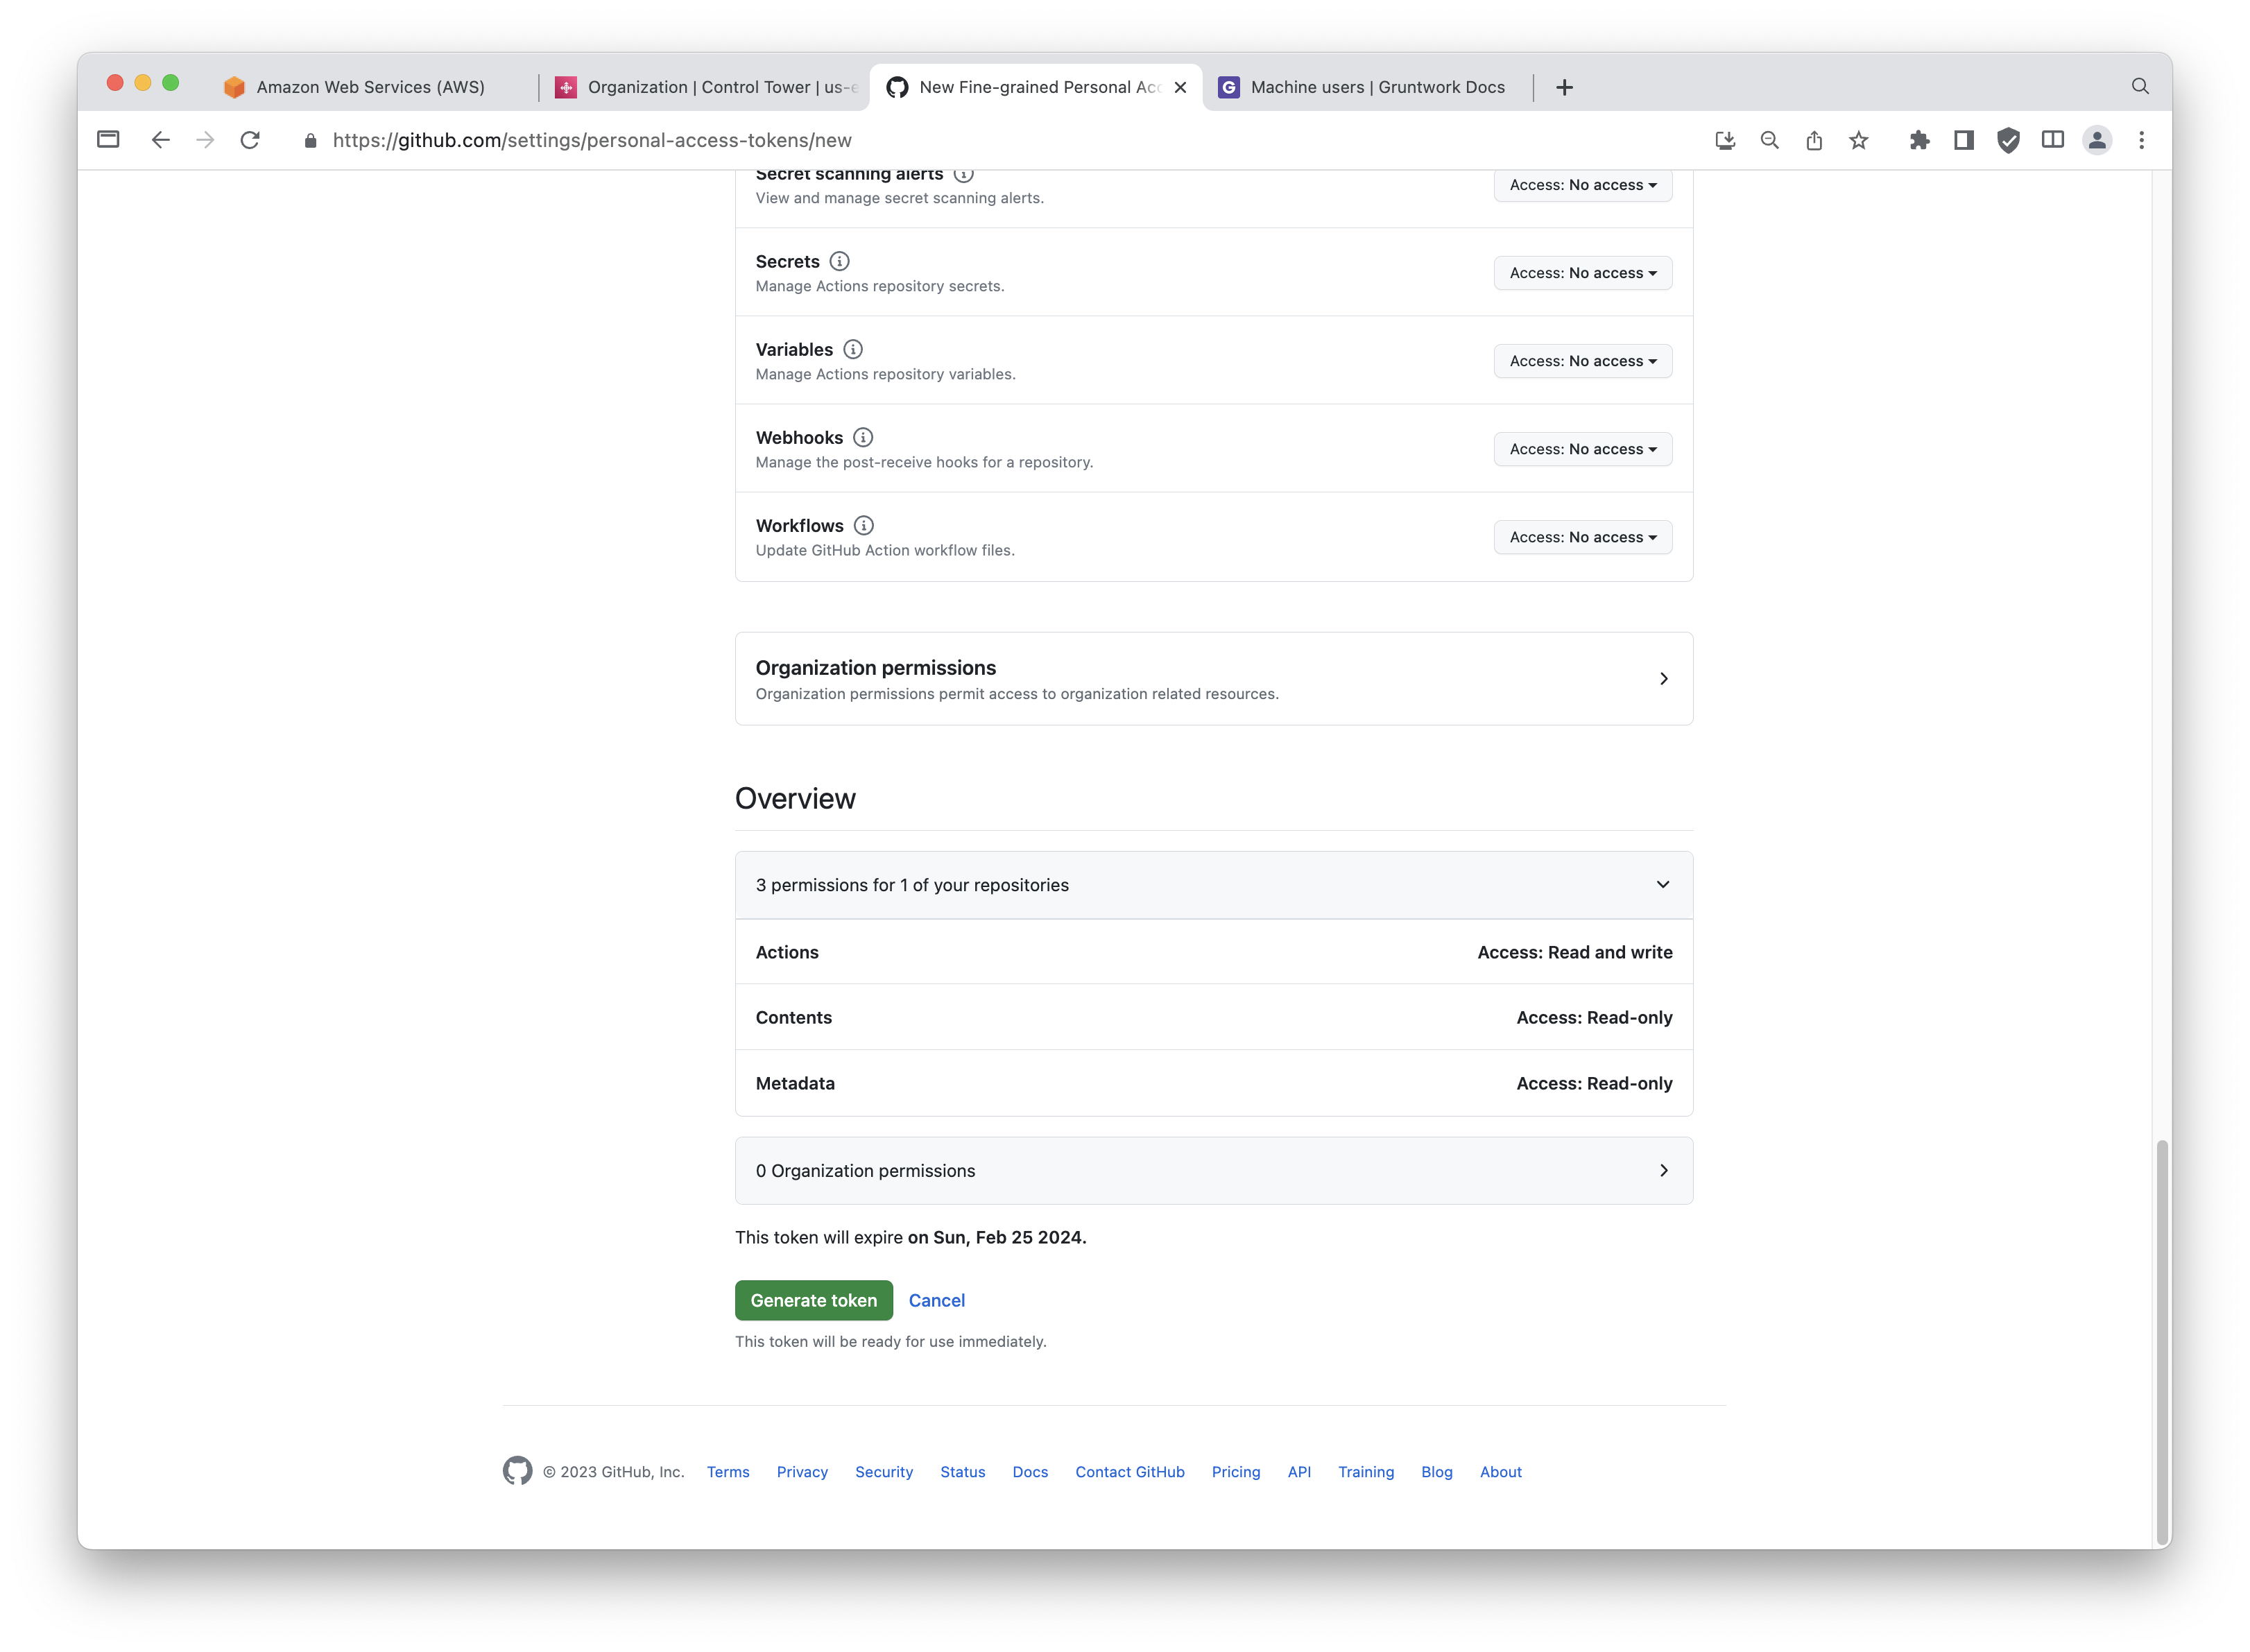 Amazon Web Services (AWS)
Organization | Control Tower | us-e
New Fine-grained Personal Acc
Machine users | Gruntwork Docs
https://github.com/settings/personal-access-tokens/new
Secret scanning alerts
View and manage secret scanning alerts.
Access: No access
Secrets
Manage Actions repository secrets.
Access: No access
Variables
Manage Actions repository variables.
Access: No access
Webhooks
Manage the post-receive hooks for a repository.
Access: No access
Workflows
Update GitHub Action workflow files.
Access: No access
Organization permissions
Organization permissions permit access to organization related resources.
Overview
3 permissions for 1 of your repositories
Actions Access: Read and write
Contents Access: Read-only
Metadata Access: Read-only
0 Organization permissions
This token will expire on Sun, Feb 25 2024.
Generate token Cancel
This token will be ready for use immediately.
© 2023 GitHub, Inc. Terms Privacy Security Status Docs Contact GitHub Pricing API Training Blog About